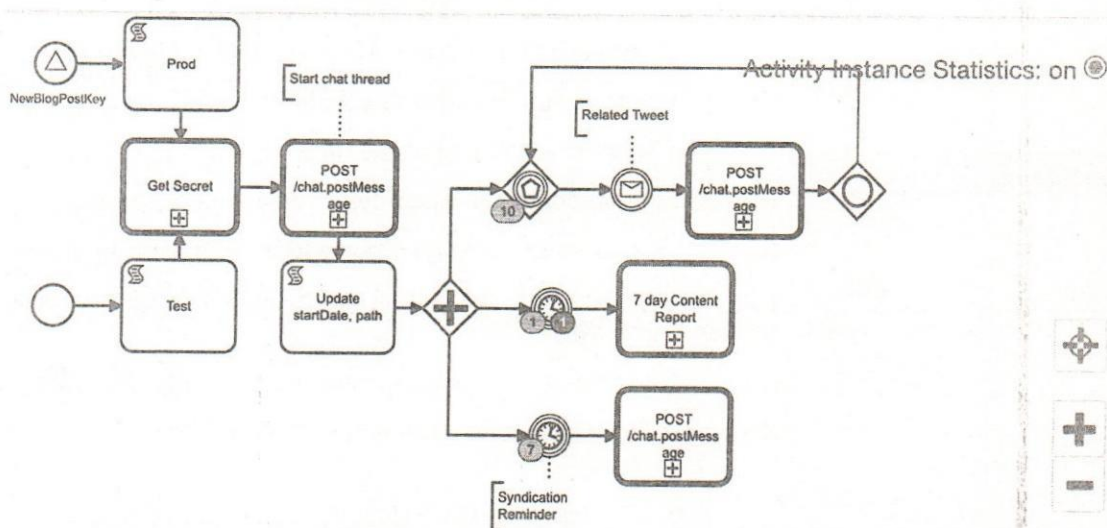 Activity Instance Statistics: on
Prod
NewBlogPostKey
Start chat thread
Related Tweet
Get Secret
POST
/chat.postMess
age
POST
/chat.postMess
age
10
Test
Update
startDate, path
1
1
7 day Content
Report
7
POST
/chat.postMess
age
Syndication
Reminder